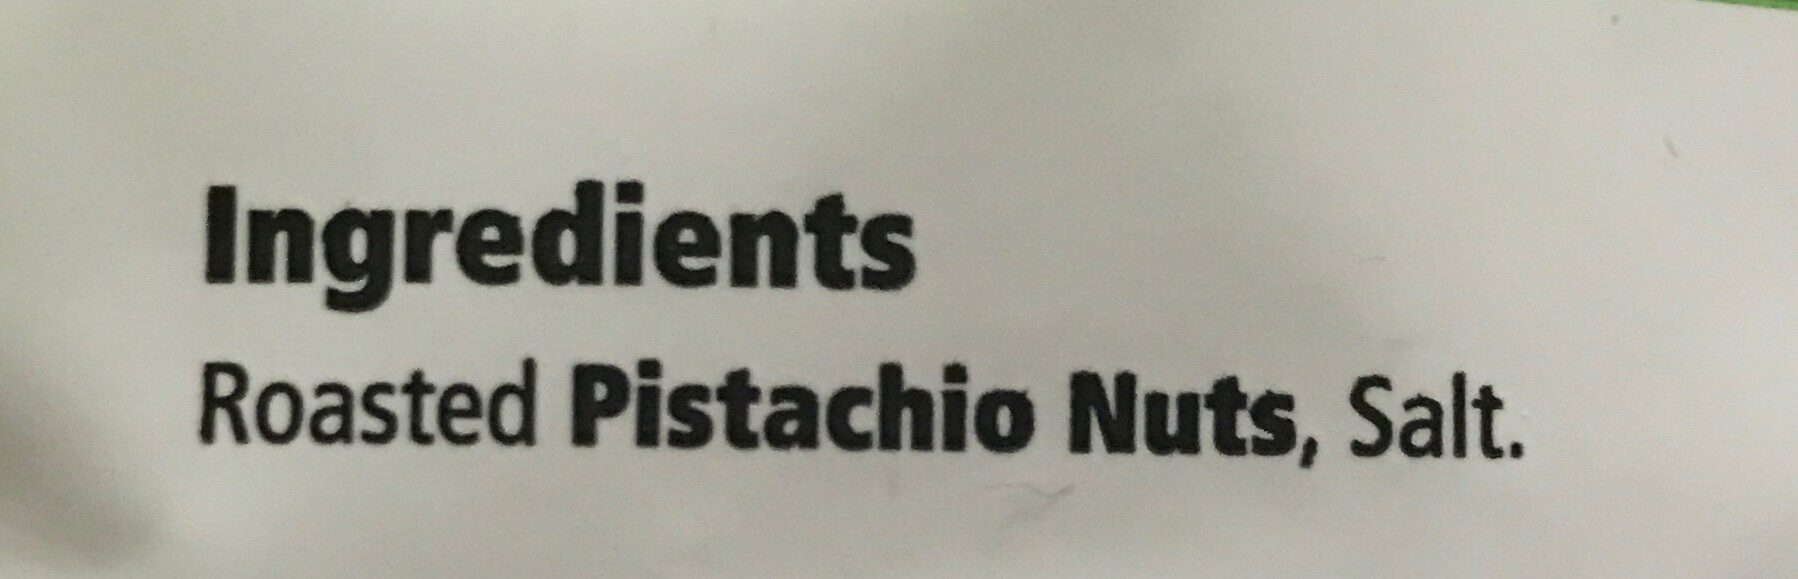 Ingredients
Roasted Pistachio Nuts, Salt.